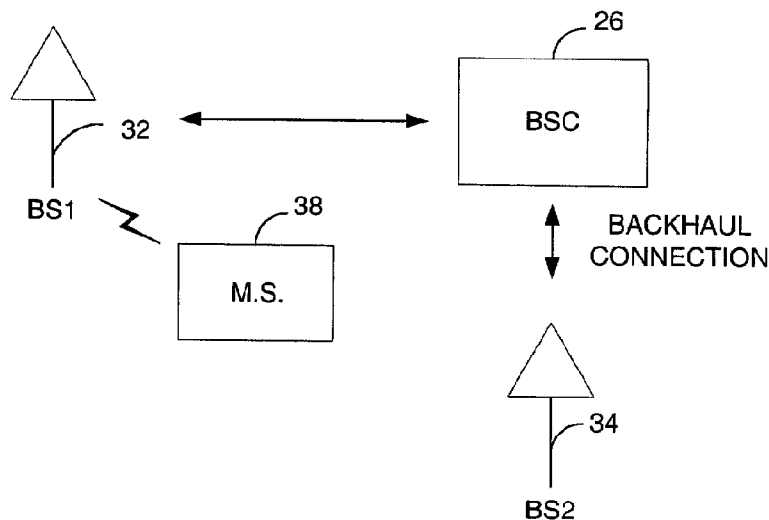 26
BSC
32
BS1
38
M.S.
BACKHAUL
CONNECTION
34
BS2